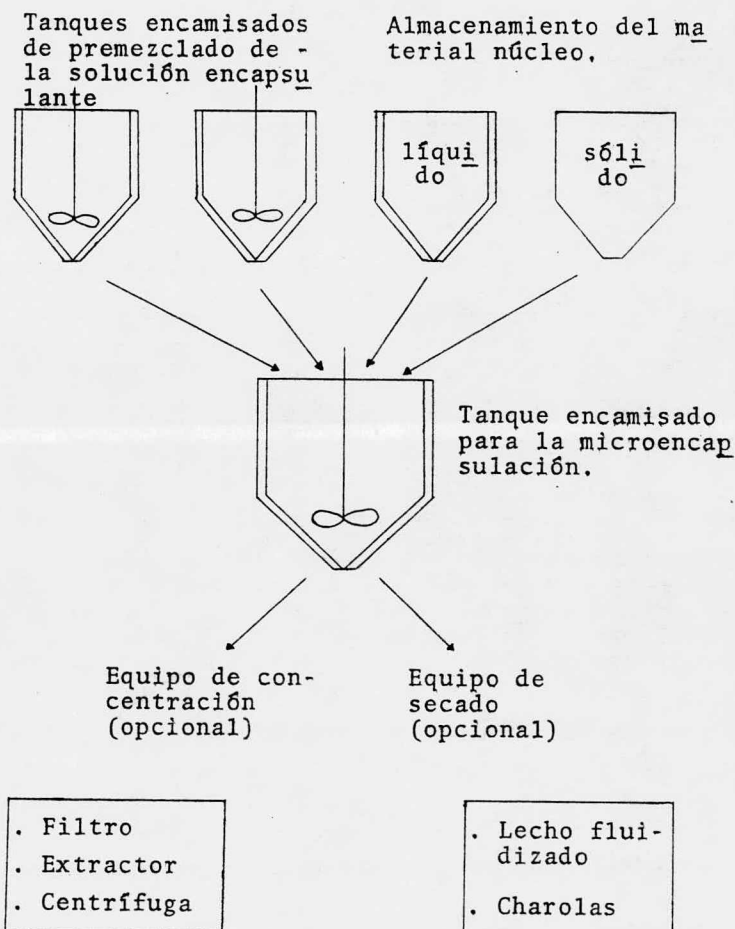 Tanques encamisados
de premezclado de -
la solución encapsu
lante
Almacenamiento del ma
terial núcleo.
líqui
do
sóli
do
Tanque encamisado
para la microencap
sulación.
Equipo de con-
centración
(opcional)
Equipo de
secado
(opcional)
. Filtro
. Extractor
. Centrífuga
. Lecho flui-
dizado
. Charolas